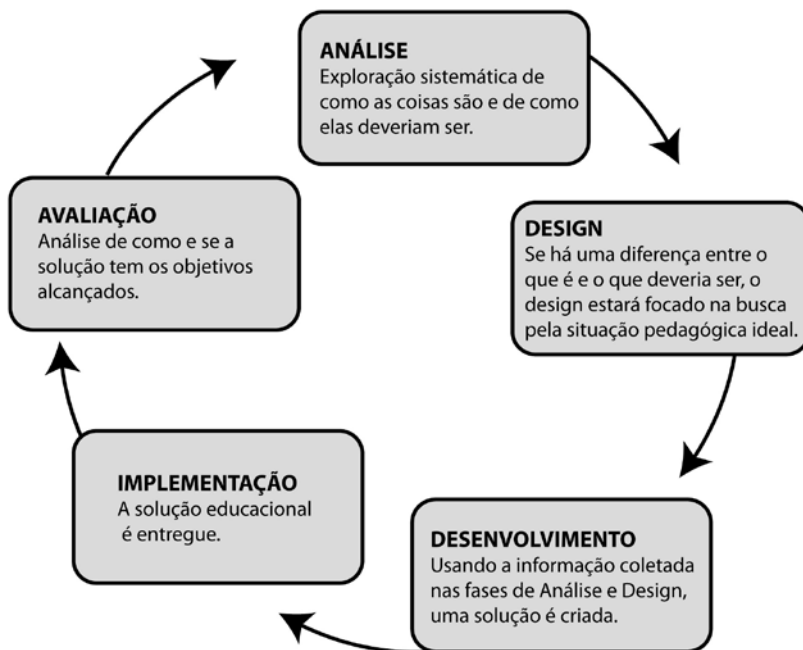 ANÁLISE
Exploração sistemática de
como as coisas são e de como
elas deveriam ser.
DESIGN
Se há uma diferença entre o
que é e o que deveria ser, o
design estará focado na busca
pela situação pedagógica ideal.
DESENVOLVIMENTO
Usando a informação coletada
nas fases de Análise e Design,
uma solução é criada.
IMPLEMENTAÇÃO
A solução educacional
é entregue.
AVALIAÇÃO
Análise de como e se a
solução tem os objetivos
alcançados.